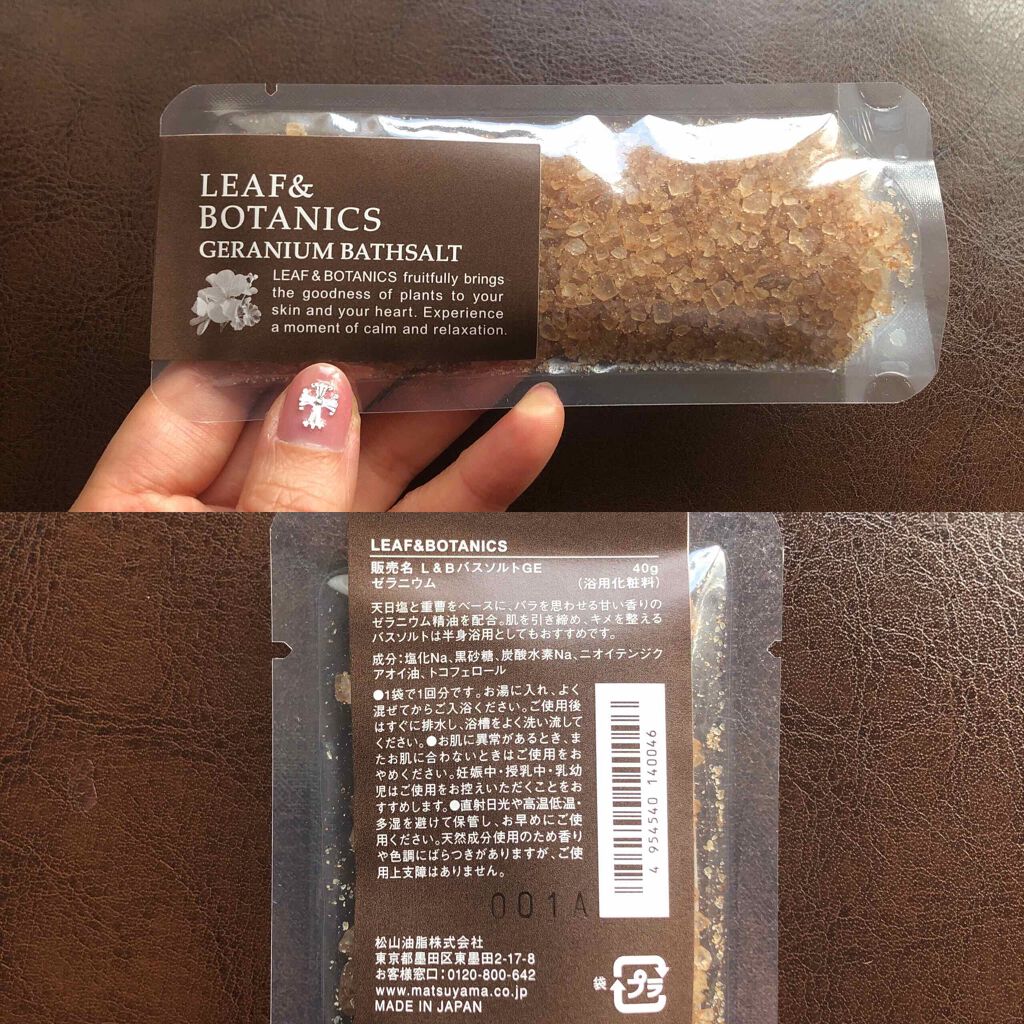 LEAF&
BOTANICS
GERANIUM BATHSALT
LEAF & BOTANICS fruitfully brings
the goodness of plants to your
skin and your heart. Experience
a moment of calm and relaxation.
LEAF&BOTANICS
販売名 L&BバスソルトGE 40g
ゼラニウム （浴用化粧料）
天日塩と重曹をベースに、バラを思わせる甘い香りの
ゼラニウム精油を配合。肌を引き締め、キメを整える
バスソルトは半身浴用としてもおすすめです。
成分：塩化Na、黒砂糖、炭酸水素Na、ニオイテンジク
アオイ油、トコフェロール
●1袋で1回分です。お湯に入れ、よく
混ぜてからご入浴ください。ご使用後
はすぐに排水し、浴槽をよく洗い流して
ください。●お肌に異常があるとき、ま
たお肌に合わないときはご使用をお
やめください。妊娠中・授乳中・乳幼
児はご使用をお控えいただくことをお
すすめします。●直射日光や高温低温・
多湿を避けて保管し、お早めにご使
用ください。天然成分使用のため香り
や色調にばらつきがありますが、ご使
用上支障はありません。
4 954540 140046
001A
松山油脂株式会社
東京都墨田区東墨田2-17-8
お客様窓口：0120-800-642
www.matsuyama.co.jp
MADE IN JAPAN
袋
プラ